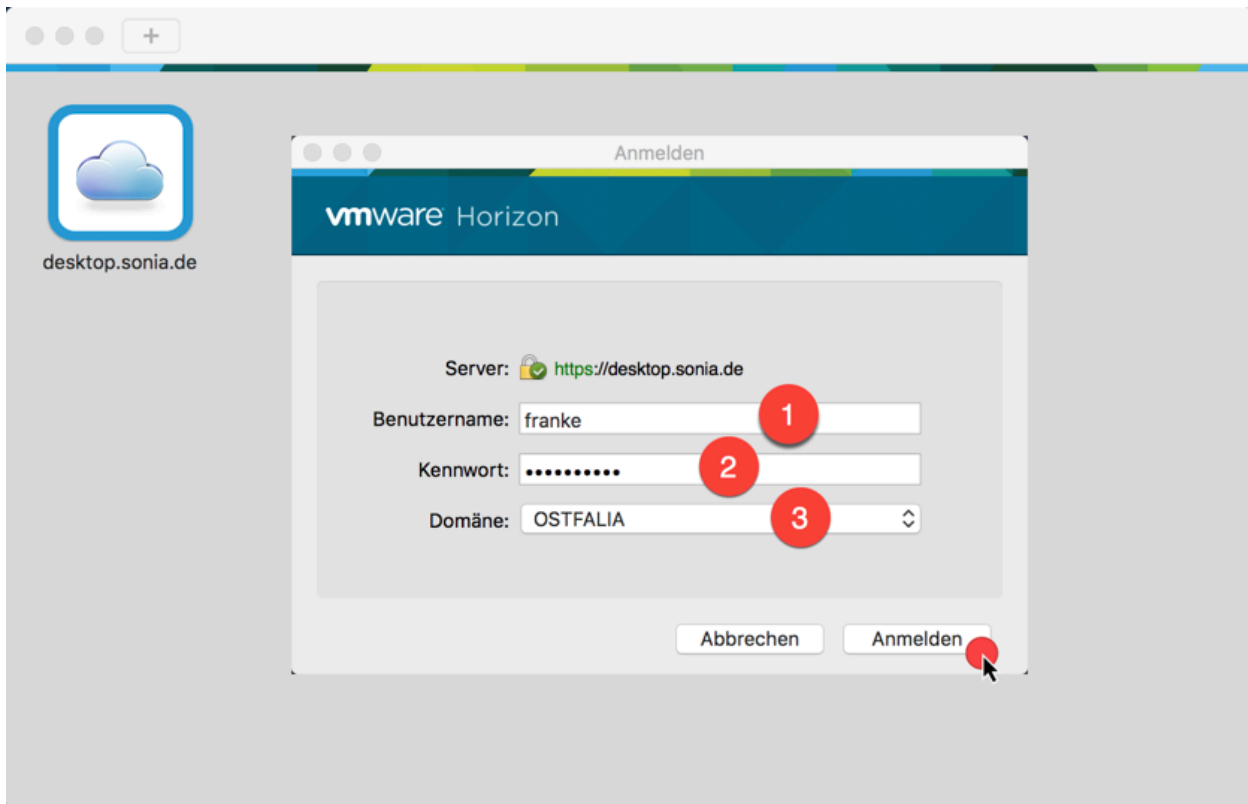 +
Anmelden
vmware Horizon
desktop.sonia.de
Server: https://desktop.sonia.de
Benutzername: franke 1
Kennwort: •••••••••• 2
Domäne: OSTFALIA 3
Abbrechen Anmelden